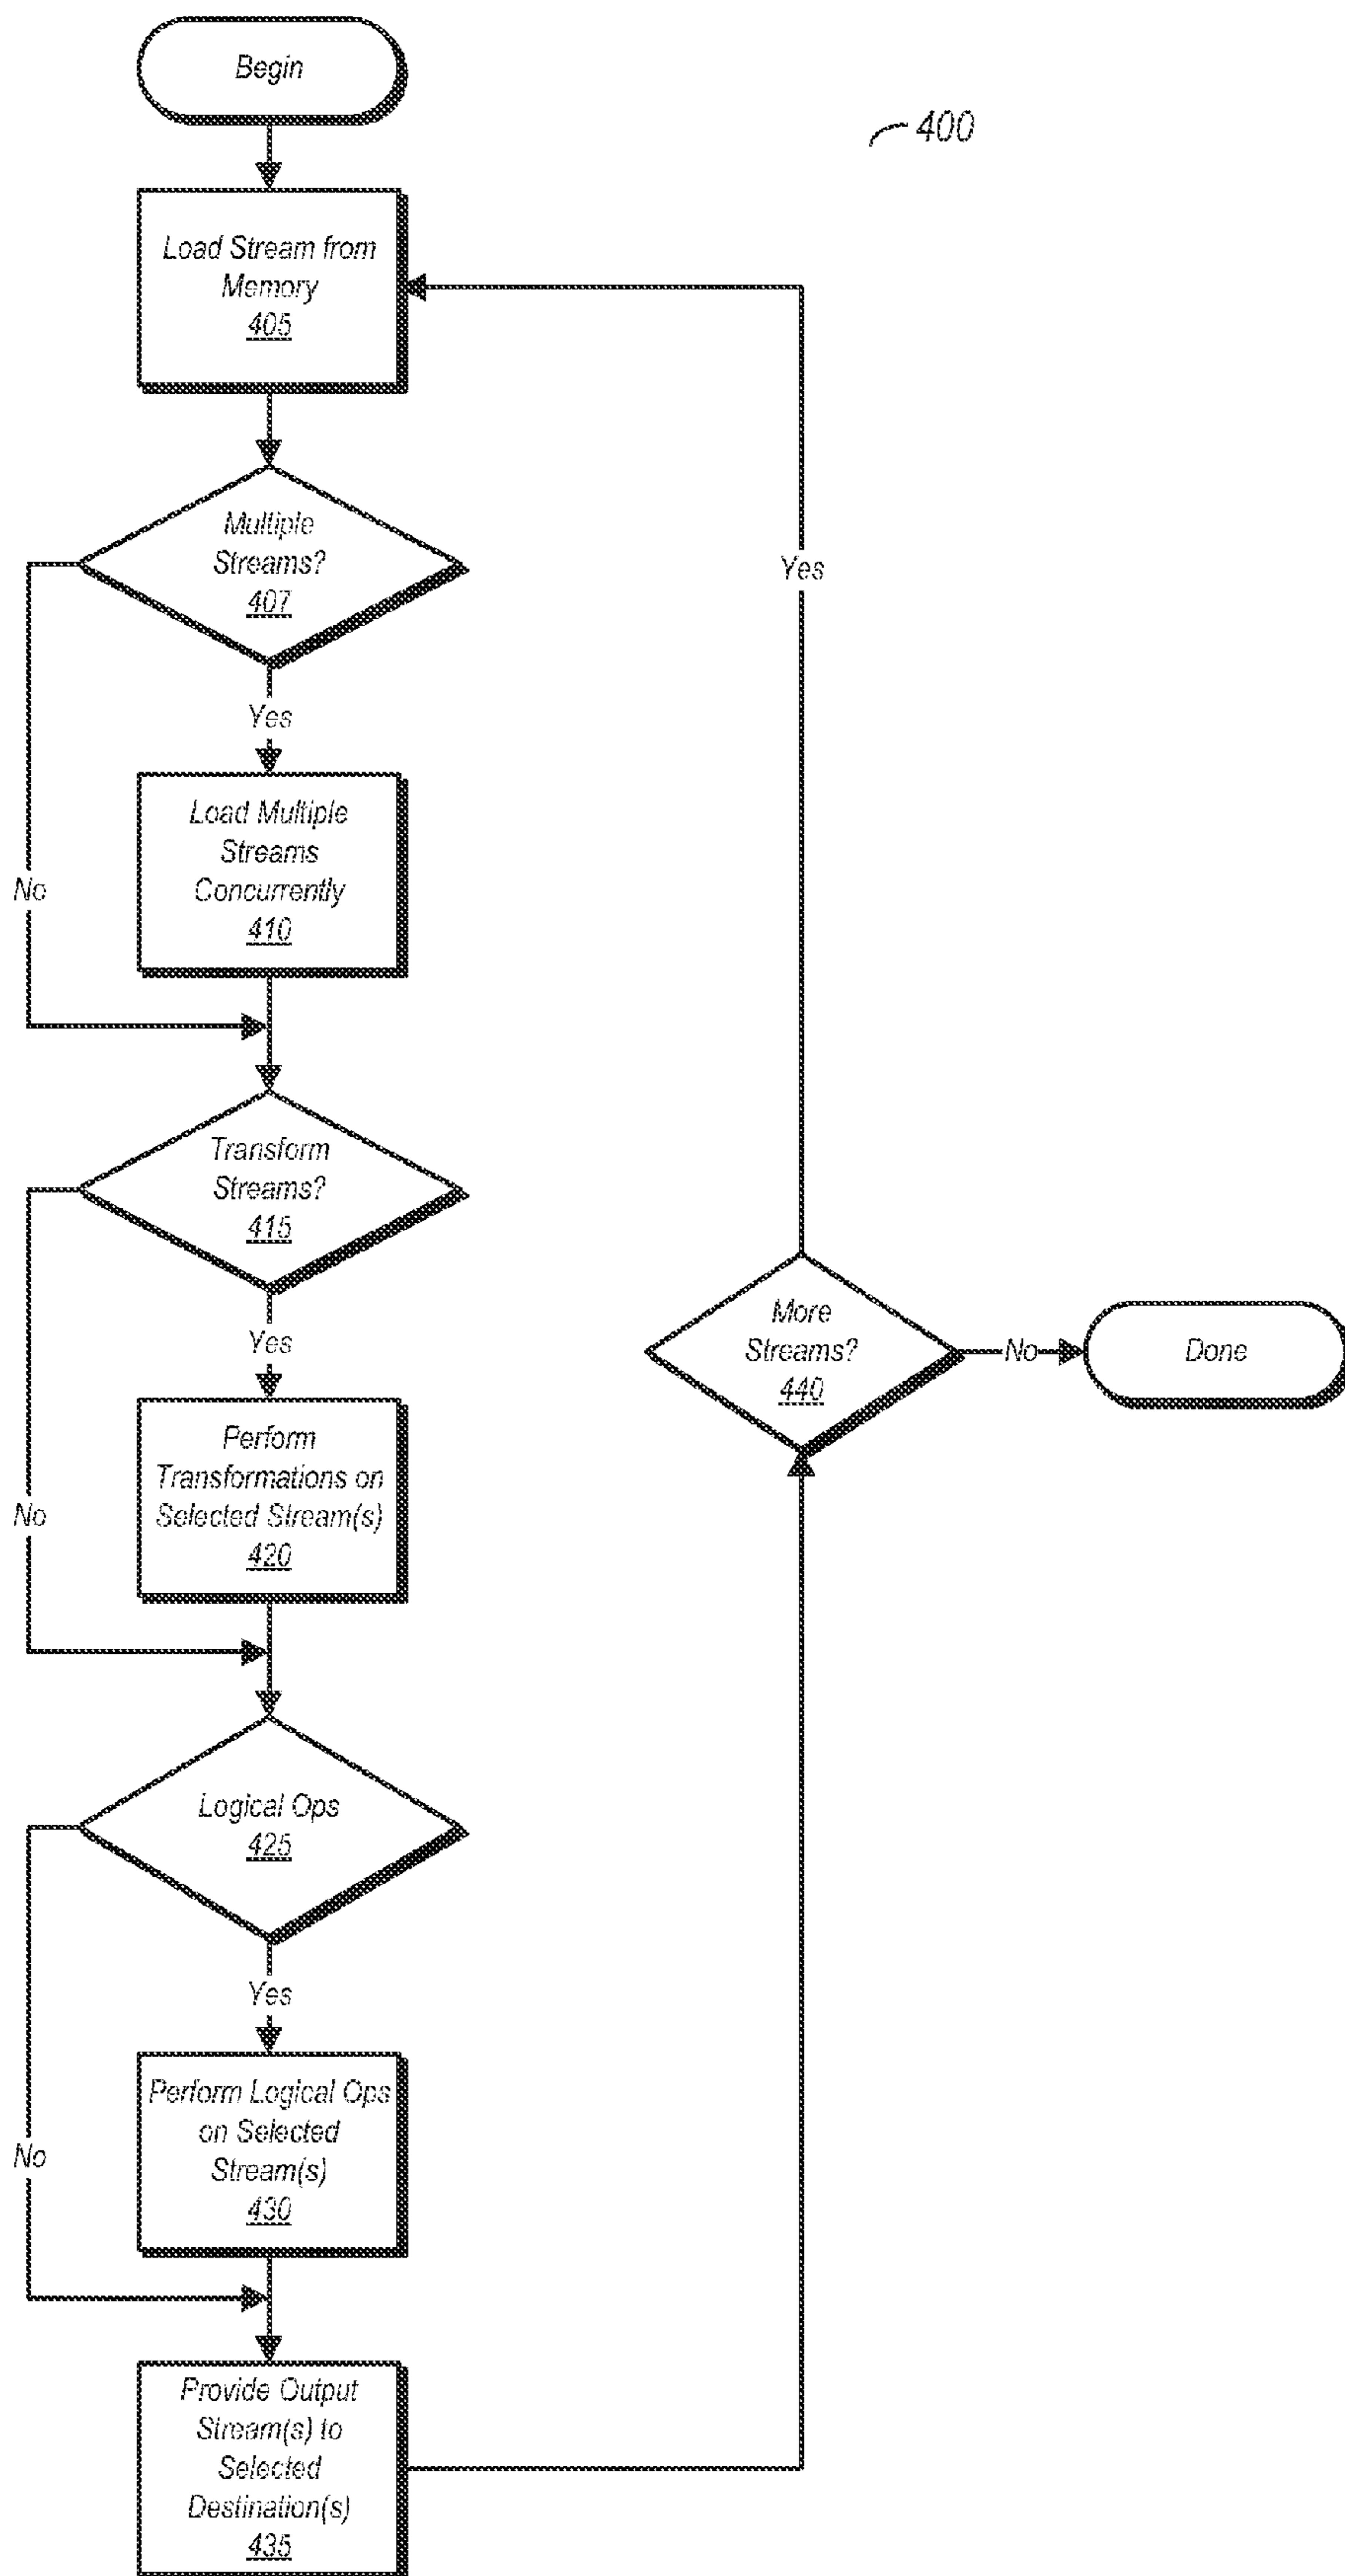 Begin
400
Load Stream from
Memory
405
Multiple
Streams?
407
Yes
Yes
Load Multiple
Streams
Concurrently
410
No
Transform
Streams?
415
Yes
More
Streams?
440
No
Done
Perform
Transformations on
Selected Stream(s)
420
No
Logical Ops
425
Yes
Perform Logical Ops
on Selected
Stream(s)
430
No
Provide Output
Stream(s) to
Selected
Destination(s)
435